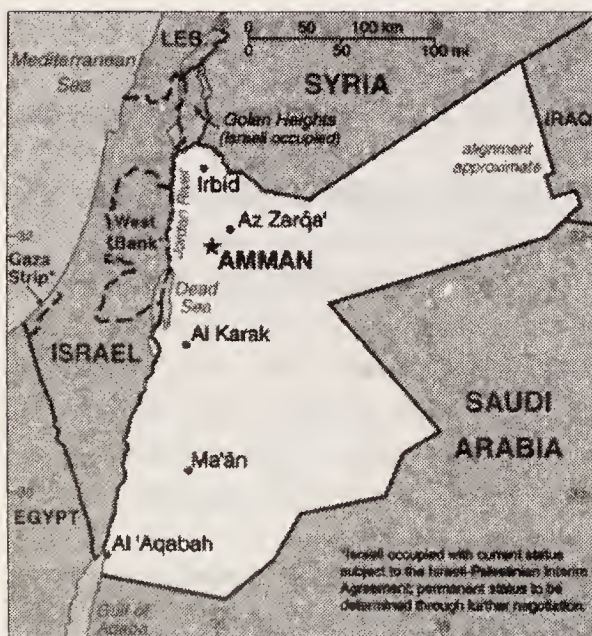 LEB.
0 50 100 km
0 50 100 mi
Mediterranean
Sea
SYRIA
Golan Heights
(Israeli occupied)
IRAQ
alignment
approximate
Irbid
Jordan River
Az Zarqa'
West
Bank
32
32
AMMAN
Gaza
Strip*
Dead
Sea
Al Karak
ISRAEL
SAUDI
ARABIA
Ma'ān
EGYPT
Al 'Aqabah
*Israeli occupied with current status
subject to the Israeli-Palestinian Interim
Agreement; permanent status to be
determined through further negotiation.
Gulf of
Aqaba